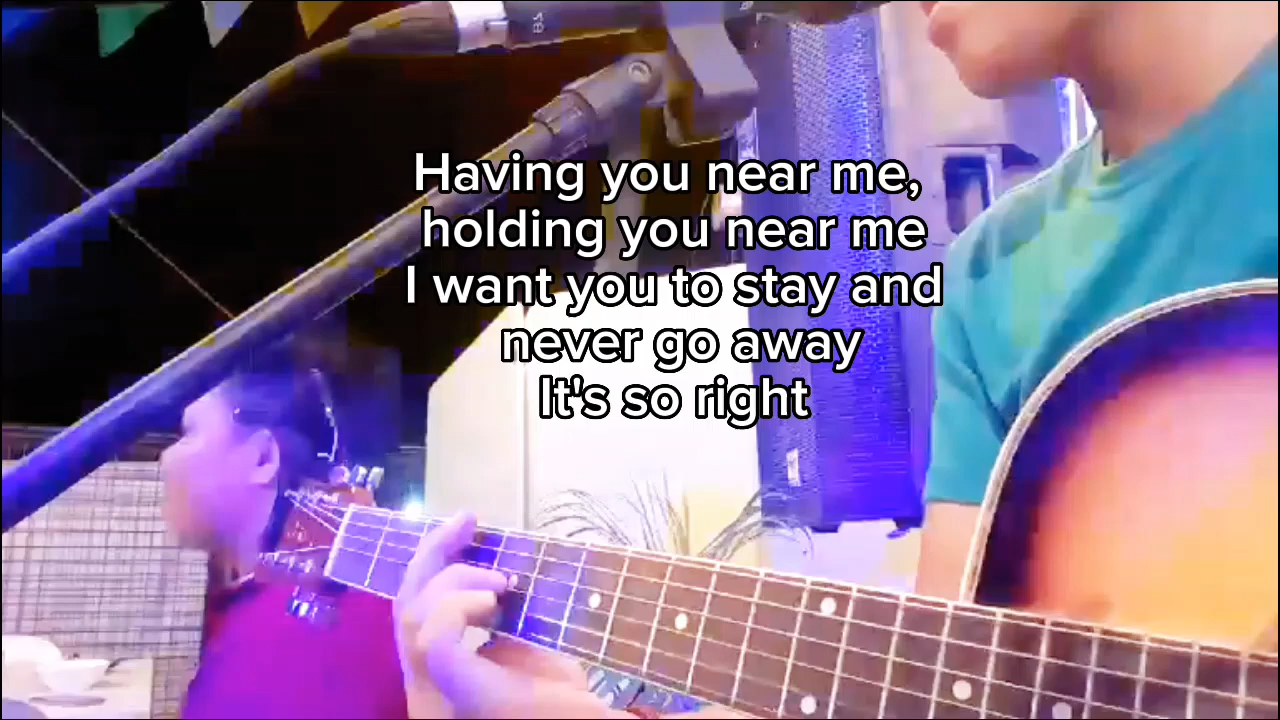 Having you near me,
holding you near me
I want you to stay and
never go away
It's so right